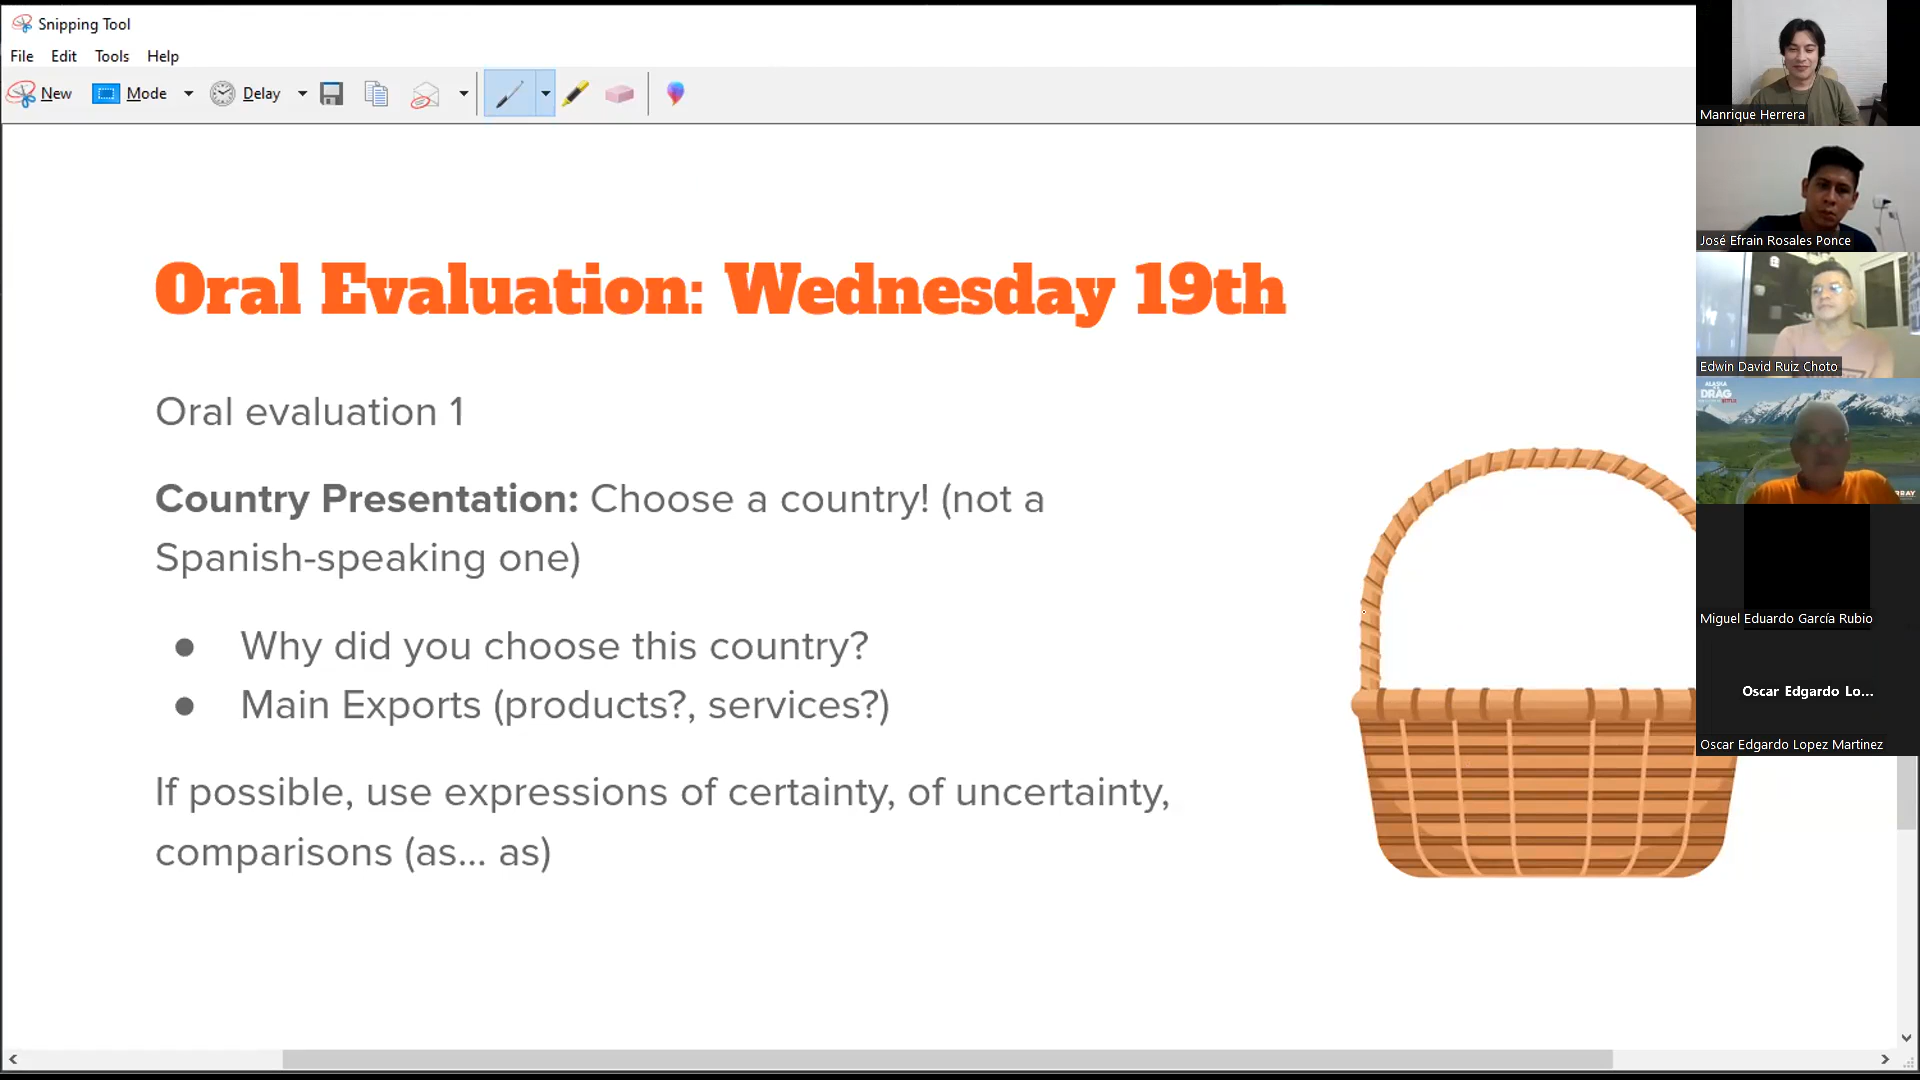 Snipping Tool
File Edit Tools Help
New Mode Delay
Oral Evaluation: Wednesday 19th
Oral evaluation 1
Country Presentation: Choose a country! (not a
Spanish-speaking one)
● Why did you choose this country?
● Main Exports (products?, services?)
If possible, use expressions of certainty, of uncertainty,
comparisons (as... as)
Manrique Herrera
José Efrain Rosales Ponce
Edwin David Ruiz Choto
ALASKA
DRAG
Miguel Eduardo García Rubio
Oscar Edgardo Lo...
Oscar Edgardo Lopez Martinez